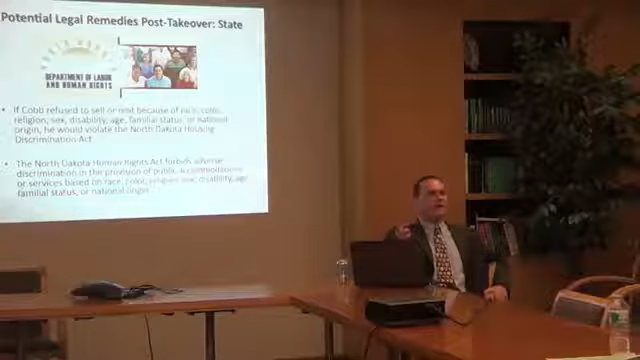 Potential Legal Remedies Post-Takeover: State
NORTH DAKOTA
DEPARTMENT OF LABOR
AND HUMAN RIGHTS
• If Cobb refused to sell or rent because of race, color,
religion, sex, disability, age, familial status, or national
origin, he would violate the North Dakota Housing
Discrimination Act
• The North Dakota Human Rights Act forbids adverse
discrimination in the provision of public accommodations
or services based on race, color, religion, sex, disability, age,
familial status, or national origin